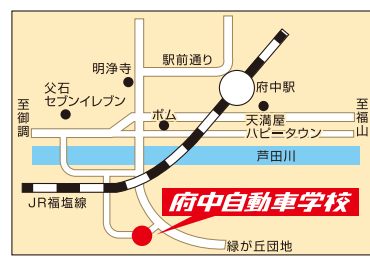 駅前通り
明浄寺
府中駅
父石
セブンイレブン
至御調
ボム
天満屋
ハピータウン
至福山
芦田川
JR福塩線
府中自動車学校
緑が丘団地